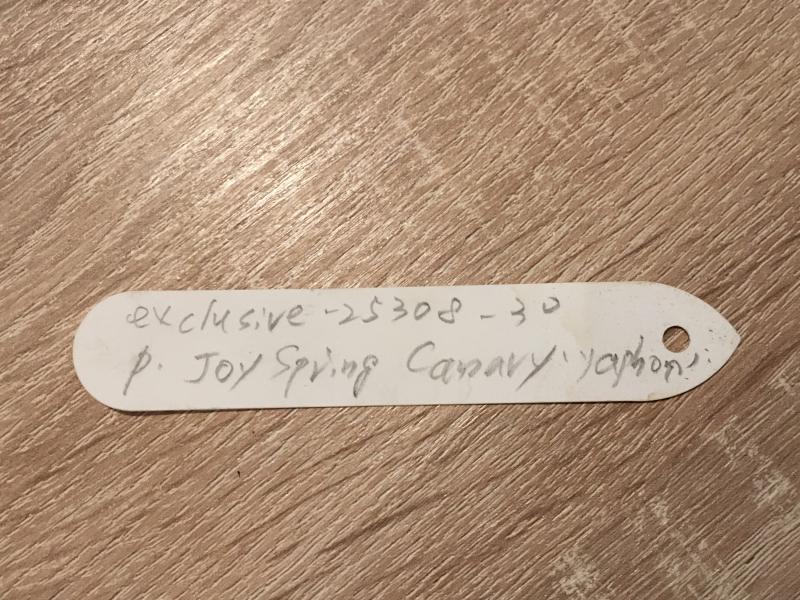 exclusive -25308-30
P. Joy Spring Canary 'yaphon'.